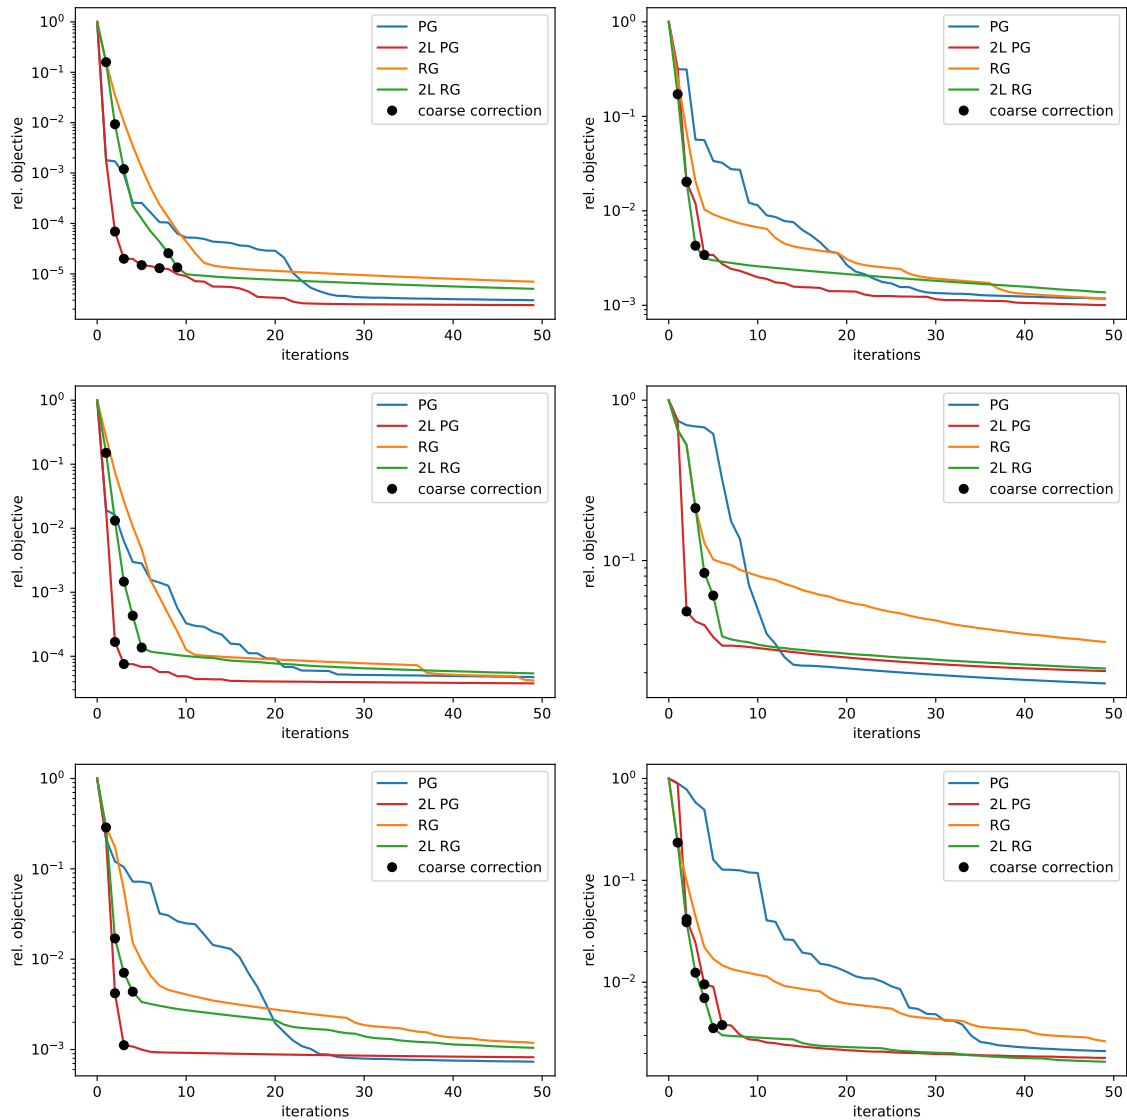 rel. objective
10⁰
10⁻¹
10⁻²
10⁻³
10⁻⁴
10⁻⁵
0 10 20 30 40 50
iterations
PG
2L PG
RG
2L RG
coarse correction
rel. objective
10⁰
10⁻¹
10⁻²
10⁻³
0 10 20 30 40 50
iterations
PG
2L PG
RG
2L RG
coarse correction
rel. objective
10⁰
10⁻¹
10⁻²
10⁻³
10⁻⁴
0 10 20 30 40 50
iterations
PG
2L PG
RG
2L RG
coarse correction
rel. objective
10⁰
10⁻¹
0 10 20 30 40 50
iterations
PG
2L PG
RG
2L RG
coarse correction
rel. objective
10⁰
10⁻¹
10⁻²
10⁻³
0 10 20 30 40 50
iterations
PG
2L PG
RG
2L RG
coarse correction
rel. objective
10⁰
10⁻¹
10⁻²
0 10 20 30 40 50
iterations
PG
2L PG
RG
2L RG
coarse correction